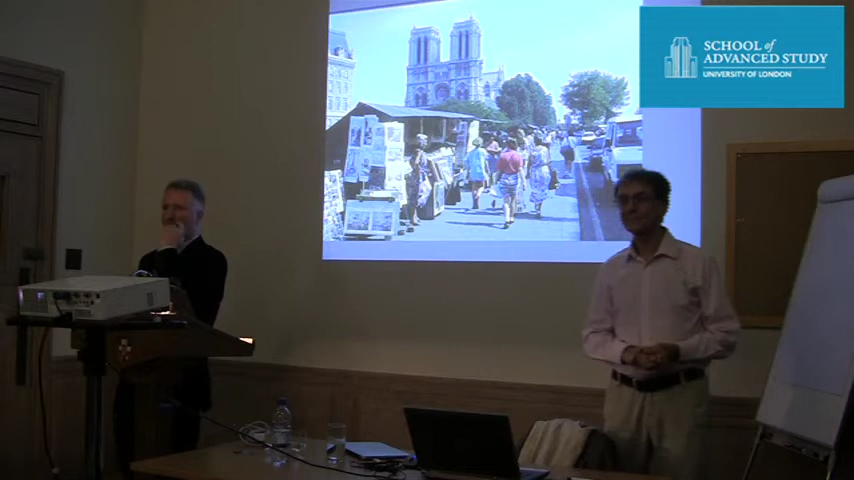 SCHOOL of
ADVANCED STUDY
UNIVERSITY OF LONDON